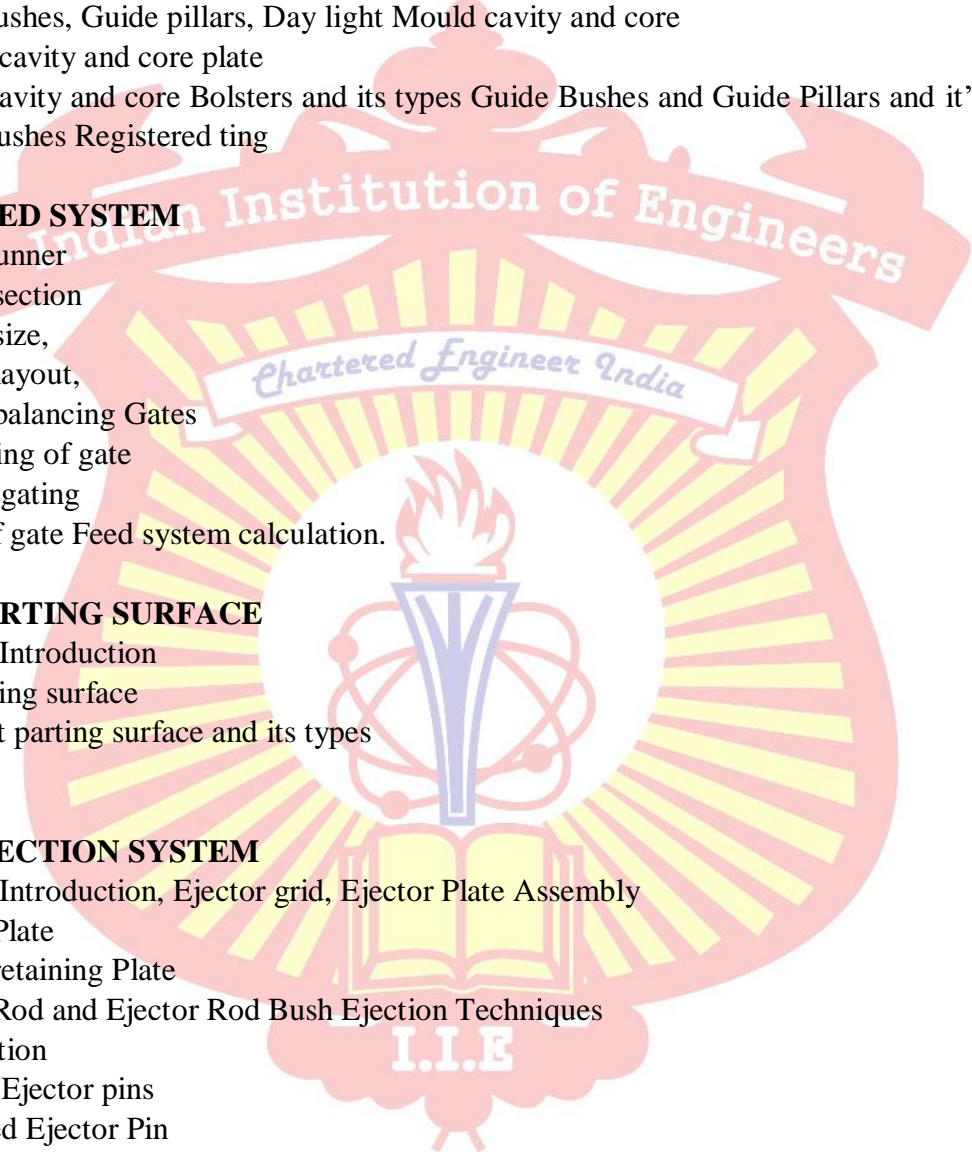 ushes, Guide pillars, Day light Mould cavity and core
cavity and core plate
avity and core Bolsters and its types Guide Bushes and Guide Pillars and it’
ushes Registered ting
ED SYSTEM
unner
section
size,
ayout,
balancing Gates
ing of gate
gating
f gate Feed system calculation.
RTING SURFACE
Introduction
ing surface
t parting surface and its types
ECTION SYSTEM
Introduction, Ejector grid, Ejector Plate Assembly
Plate
retaining Plate
Rod and Ejector Rod Bush Ejection Techniques
tion
Ejector pins
ed Ejector Pin
Indian Institution of Engineers
Chartered Engineer India
I.I.E